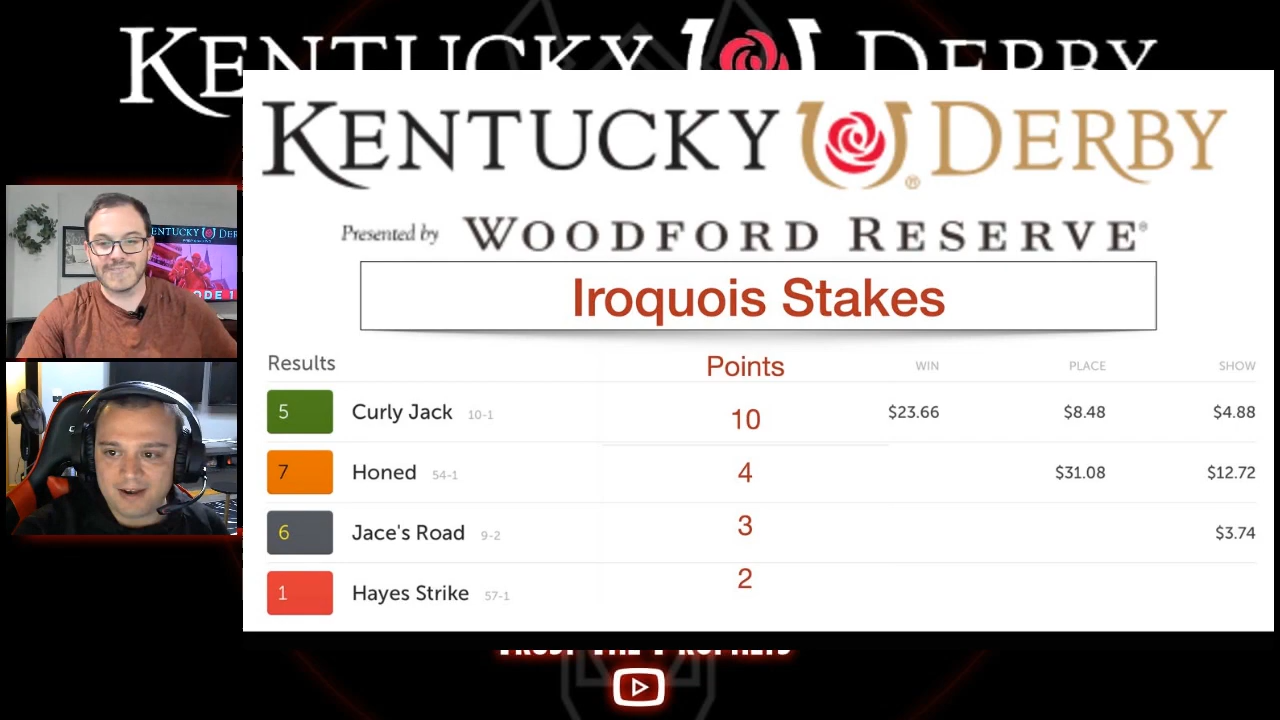 KENTUCKY DERBY
KENTUCKY DERBY ®
Presented by WOODFORD RESERVE®
Iroquois Stakes
Results Points WIN PLACE SHOW
5 Curly Jack 10-1 10 $23.66 $8.48 $4.88
7 Honed 54-1 4 $31.08 $12.72
6 Jace's Road 9-2 3 $3.74
1 Hayes Strike 57-1 2